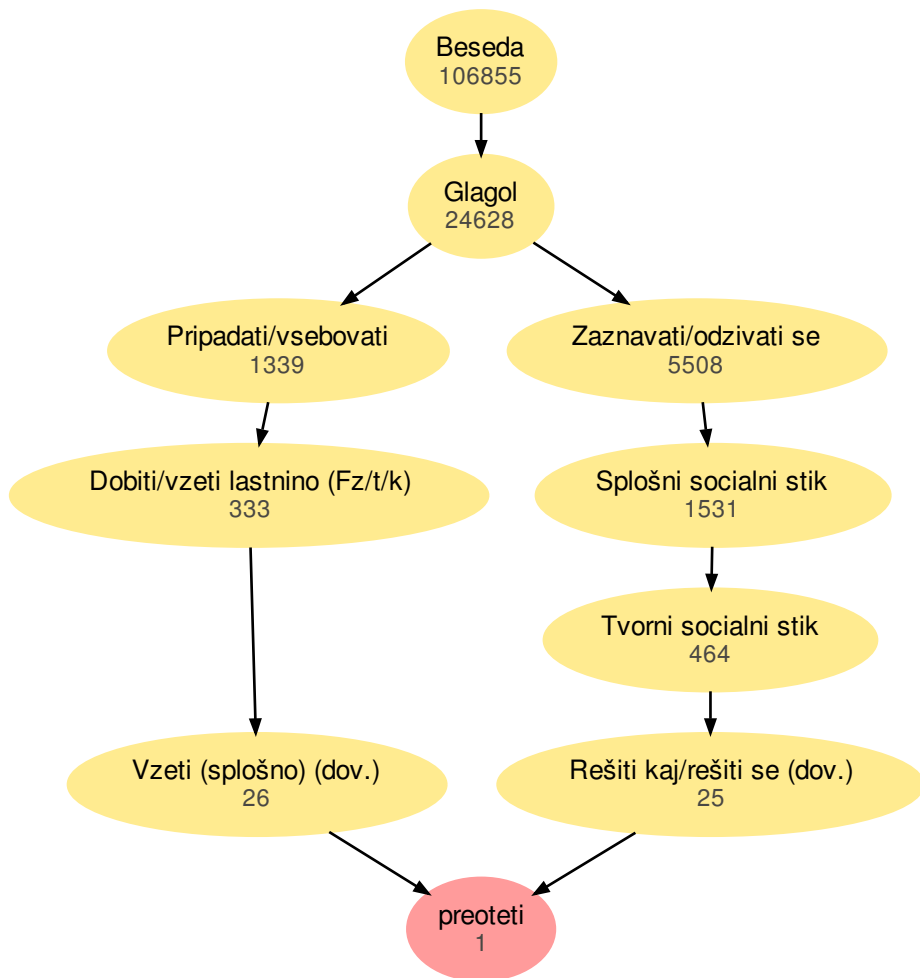 Beseda
106855
Glagol
24628
Pripadati/vsebovati
1339
Zaznavati/odzivati se
5508
Dobiti/vzeti lastnino (Fz/t/k)
333
Splošni socialni stik
1531
Tvorni socialni stik
464
Vzeti (splošno) (dov.)
26
Rešiti kaj/rešiti se (dov.)
25
preoteti
1